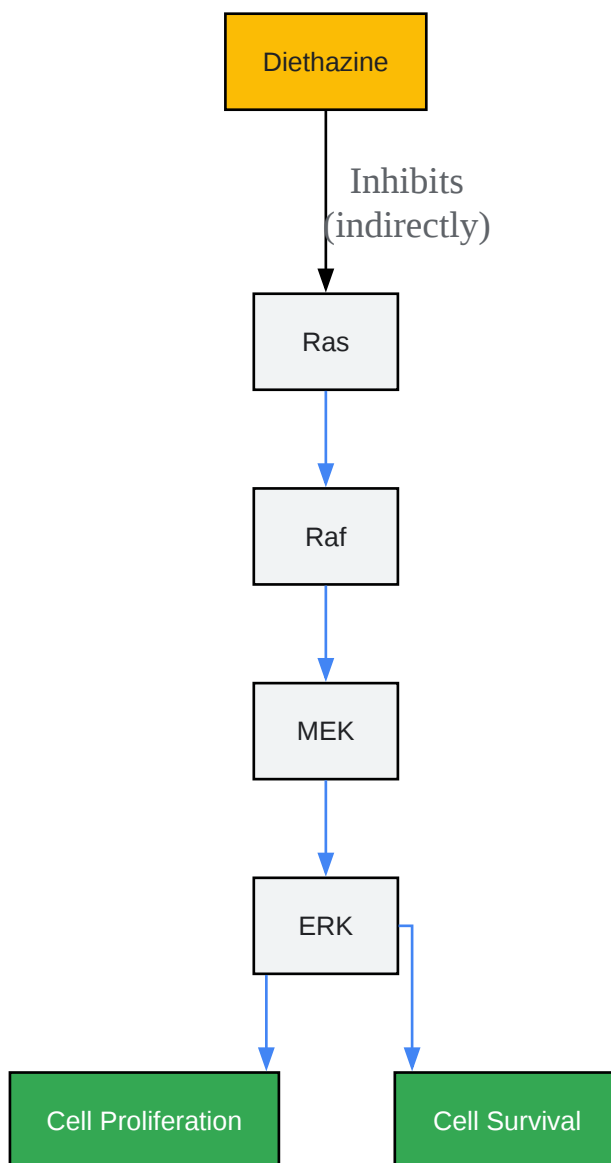 Diethazine
Inhibits
(indirectly)
Ras
Raf
MEK
ERK
Cell Proliferation
Cell Survival